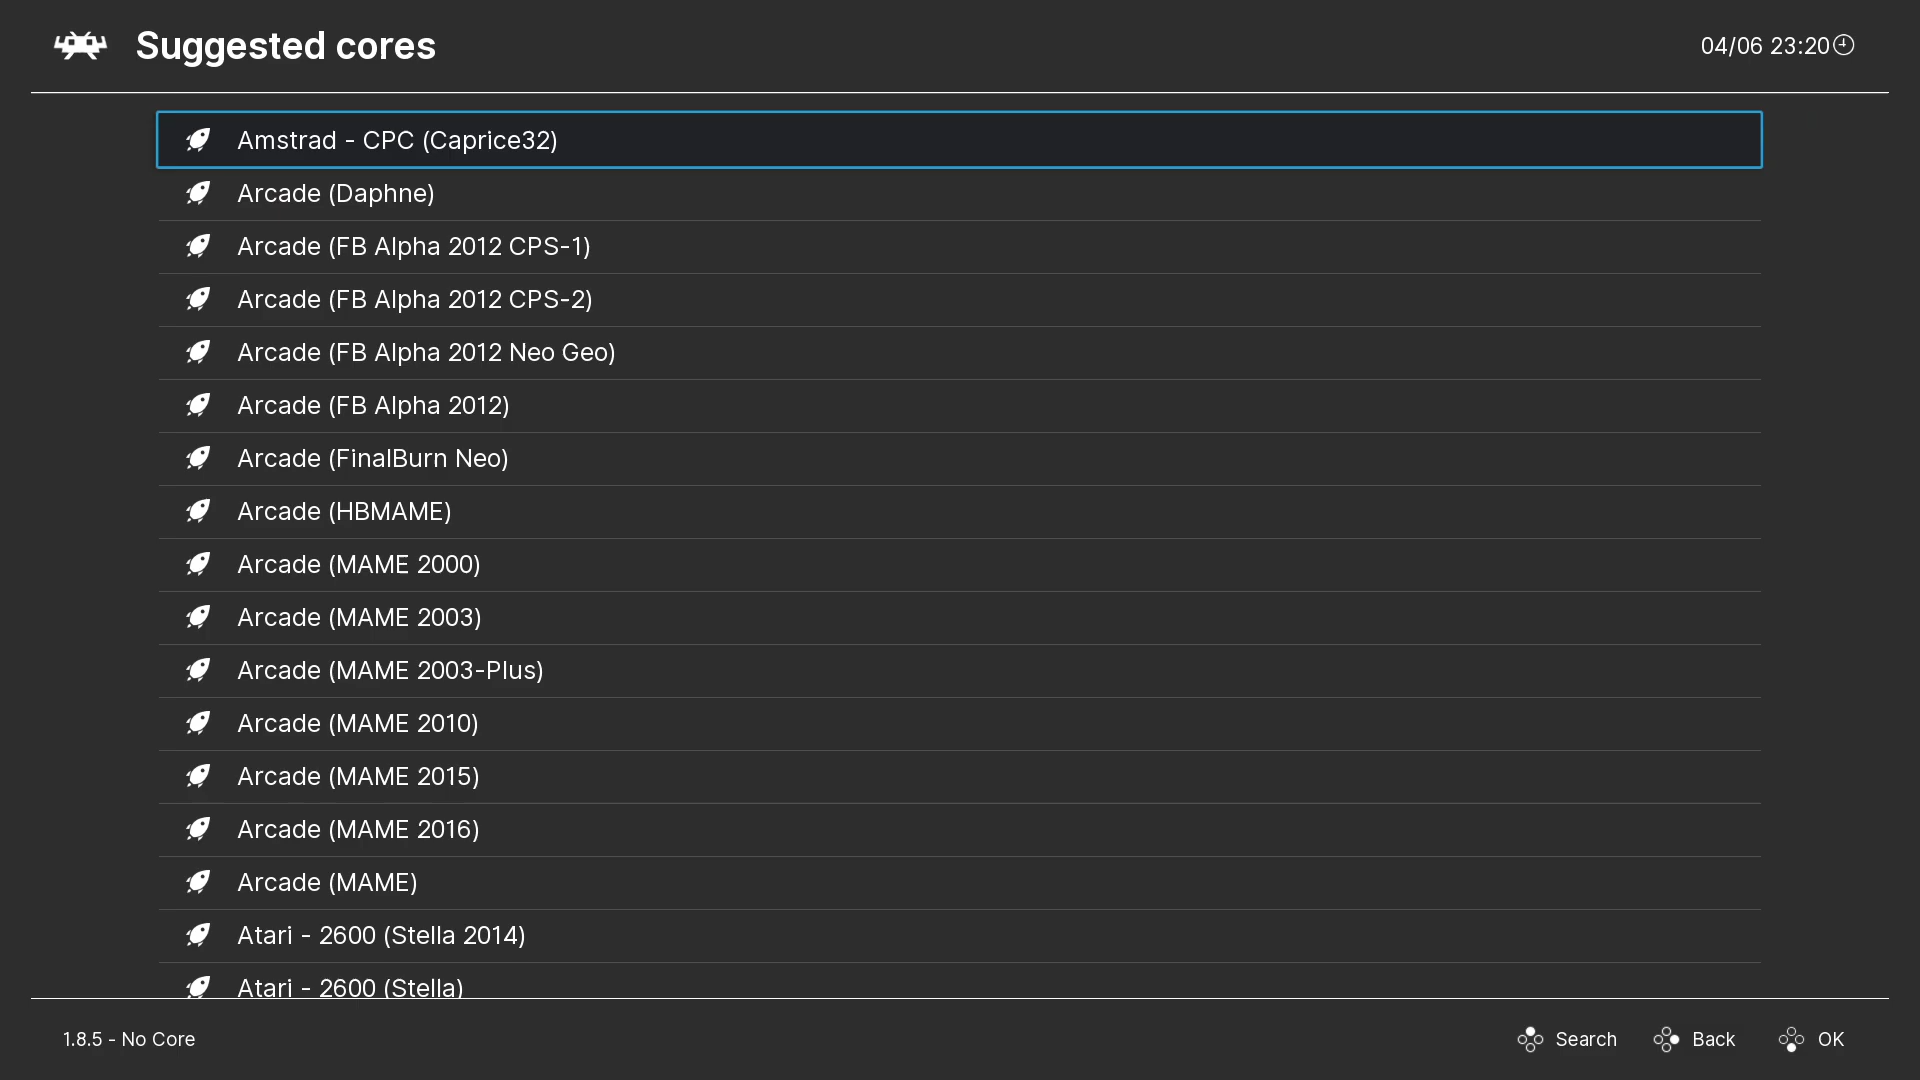 Suggested cores
04/06 23:20
Amstrad - CPC (Caprice32)
Arcade (Daphne)
Arcade (FB Alpha 2012 CPS-1)
Arcade (FB Alpha 2012 CPS-2)
Arcade (FB Alpha 2012 Neo Geo)
Arcade (FB Alpha 2012)
Arcade (FinalBurn Neo)
Arcade (HBMAME)
Arcade (MAME 2000)
Arcade (MAME 2003)
Arcade (MAME 2003-Plus)
Arcade (MAME 2010)
Arcade (MAME 2015)
Arcade (MAME 2016)
Arcade (MAME)
Atari - 2600 (Stella 2014)
Atari - 2600 (Stella)
1.8.5 - No Core
Search
Back
OK